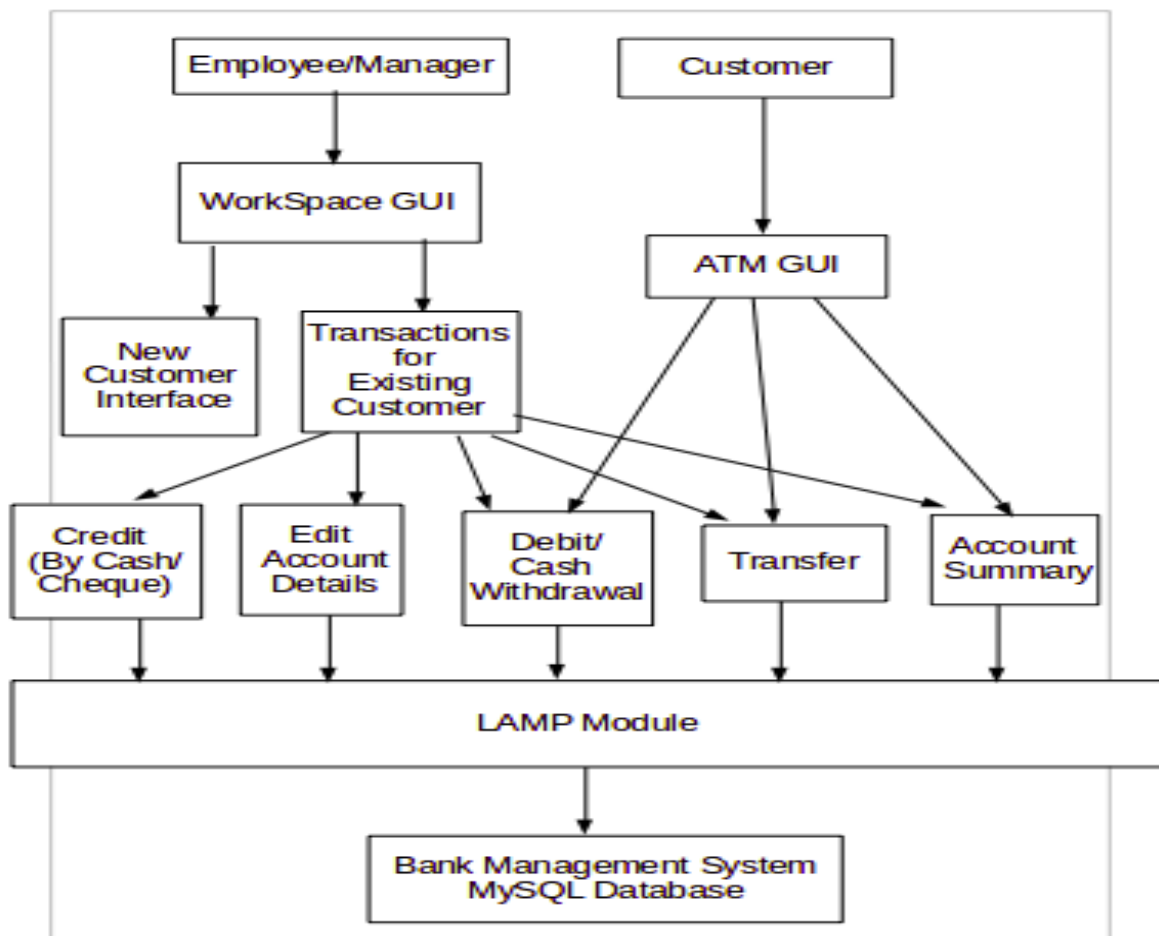 Employee/Manager
Customer
WorkSpace GUI
ATM GUI
New
Customer
Interface
Transactions
for
Existing
Customer
Credit
(By Cash/
Cheque)
Edit
Account
Details
Debit/
Cash
Withdrawal
Transfer
Account
Summary
LAMP Module
Bank Management System
MySQL Database